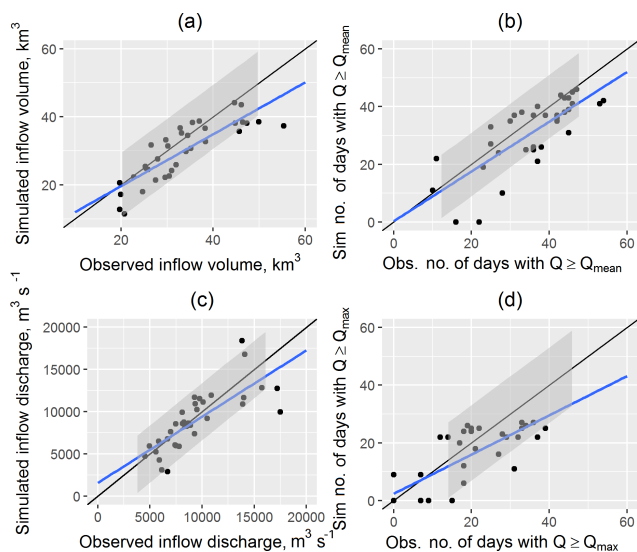 (a)
Simulated inflow volume, km³
60
40
20
20
40
60
Observed inflow volume, km³
(b)
Sim no. of days with Q ≥ Qmean
60
40
20
0
0
20
40
60
Obs. no. of days with Q ≥ Qmean
(c)
Simulated inflow discharge, m³ s⁻¹
20000
15000
10000
5000
0
0
5000
10000
15000
20000
Observed inflow discharge, m³ s⁻¹
(d)
Sim no. of days with Q ≥ Qmax
60
40
20
0
0
20
40
60
Obs. no. of days with Q ≥ Qmax